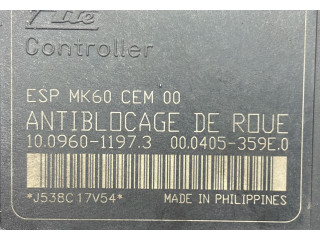 Ate
Controller
ESP MK60 CEM 00
ANTIBLOCAGE DE ROUE
10.0960-1197.3 00.0405-359E.0
*J538C17V54* MADE IN PHILIPPINES